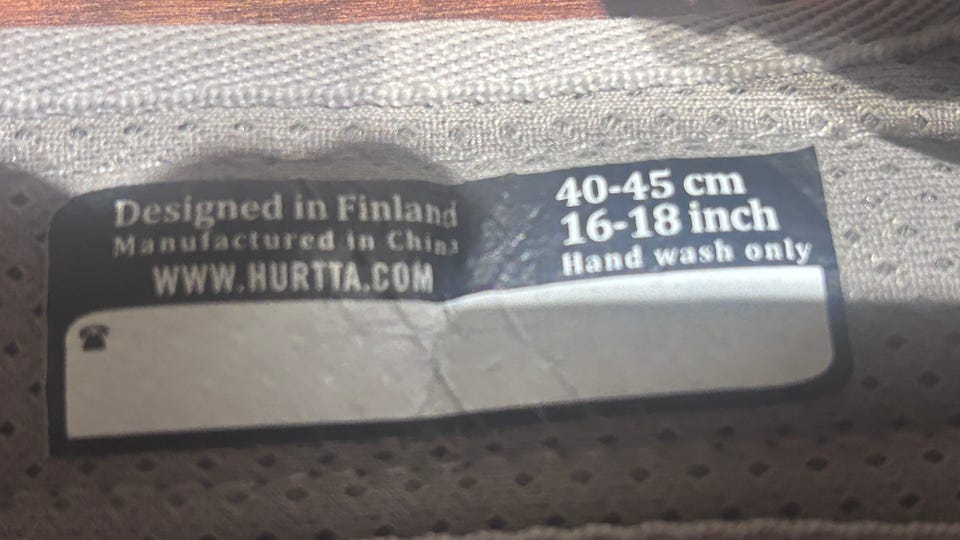 Designed in Finland
Manufactured in China
WWW.HURTTA.COM
40-45 cm
16-18 inch
Hand wash only